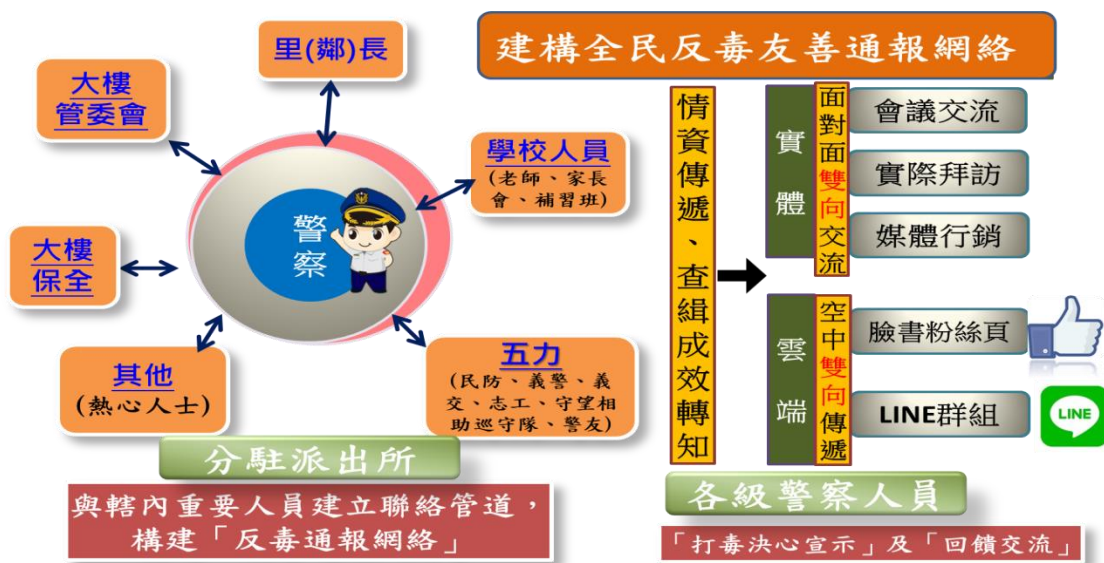 建構全民反毒友善通報網絡
里(鄰)長
大樓
管委會
學校人員
(老師、家長
會、補習班)
警
察
大樓
保全
其他
(熱心人士)
五力
(民防、義警、義
交、志工、守望相
助巡守隊、警友)
分駐派出所
與轄內重要人員建立聯絡管道，
構建「反毒通報網絡」
情資傳遞、查緝成效轉知
實體
面對面雙向交流
會議交流
實際拜訪
媒體行銷
雲端
空中雙向傳遞
臉書粉絲頁
LINE群組
LINE
各級警察人員
「打毒決心宣示」及「回饋交流」